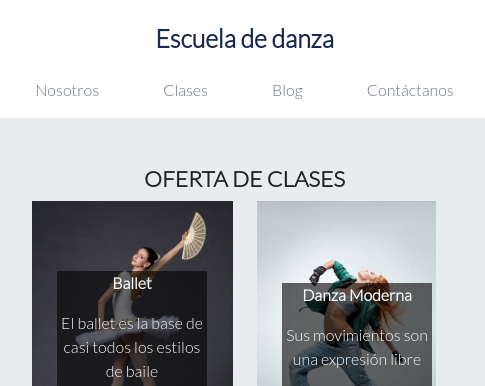 Escuela de danza
Nosotros Clases Blog Contáctanos
OFERTA DE CLASES
Ballet
El ballet es la base de
casi todos los estilos
de baile
Danza Moderna
Sus movimientos son
una expresión libre